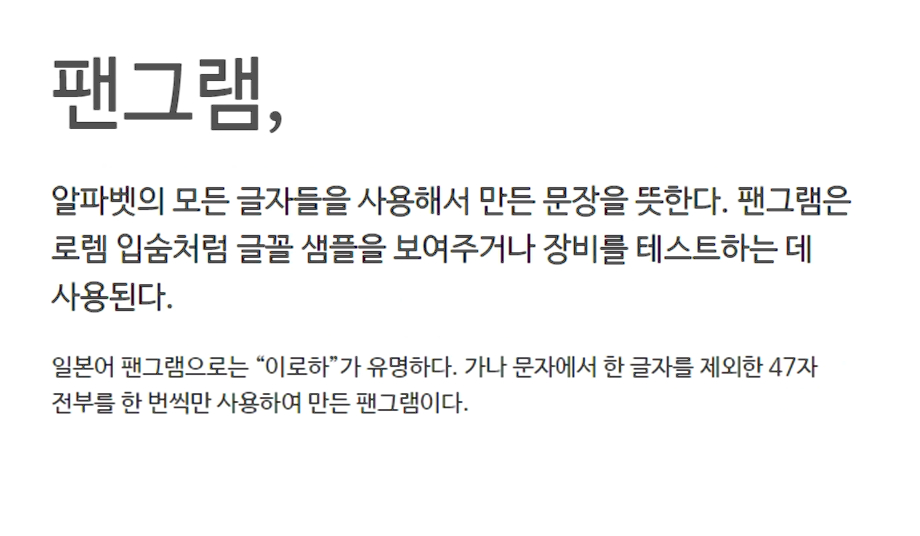 팬그램,
알파벳의 모든 글자들을 사용해서 만든 문장을 뜻한다. 팬그램은
로렘 입숨처럼 글꼴 샘플을 보여주거나 장비를 테스트하는 데
사용된다.
일본어 팬그램으로는 “이로하”가 유명하다. 가나 문자에서 한 글자를 제외한 47자
전부를 한 번씩만 사용하여 만든 팬그램이다.